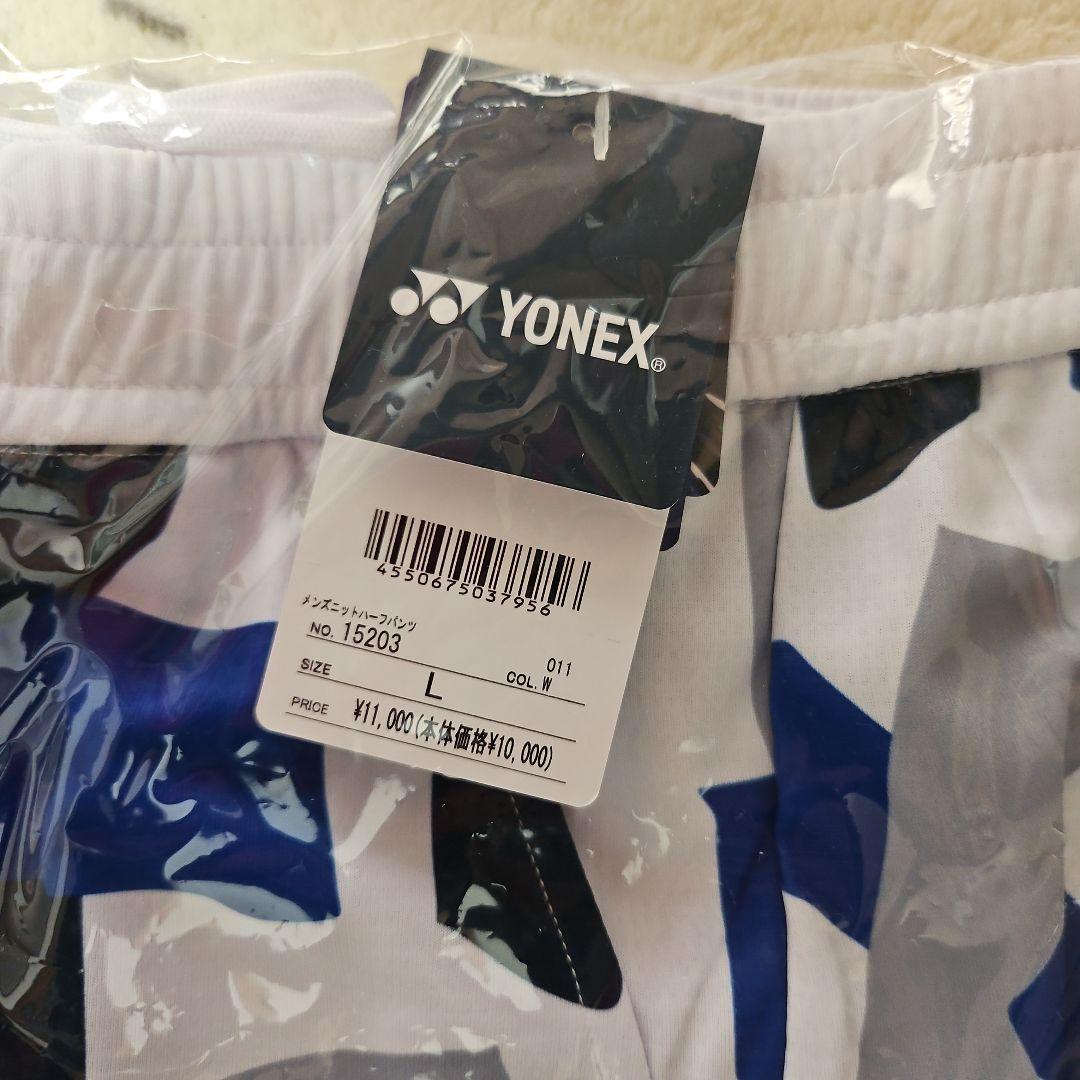 YONEX®
4550675037956
メンズニットハーフパンツ
NO. 15203
011
SIZE L COL. W
PRICE ¥11,000(本体価格¥10,000)